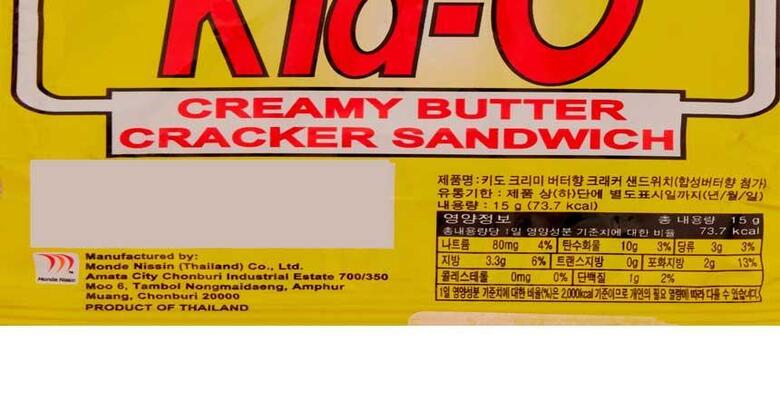 Kid-O
CREAMY BUTTER
CRACKER SANDWICH
제품명:키도 크리미 버터향 크래커 샌드위치(합성버터향 첨가)
유통기한 : 제품 상(하)단에 별도표시일까지(년/월/일)
내용량 : 15 g (73.7 kcal)
영양정보 총 내용량 15 g
총내용량당 1일 영양성분 기준치에 대한 비율 73.7 kcal
나트륨 80mg 4% 탄수화물 10g 3% 당류 3g 3%
지방 3.3g 6% 트랜스지방 0g 포화지방 2g 13%
콜레스테롤 0mg 0% 단백질 1g 2%
1일 영양성분 기준치에 대한 비율(%)은 2,000kcal 기준이므로 개인의 필요 열량에 따라 다를 수 있습니다.
Monde Nissin
Manufactured by:
Monde Nissin (Thailand) Co., Ltd.
Amata City Chonburi Industrial Estate 700/350
Moo 6, Tambol Nongmaidaeng, Amphur
Muang, Chonburi 20000
PRODUCT OF THAILAND